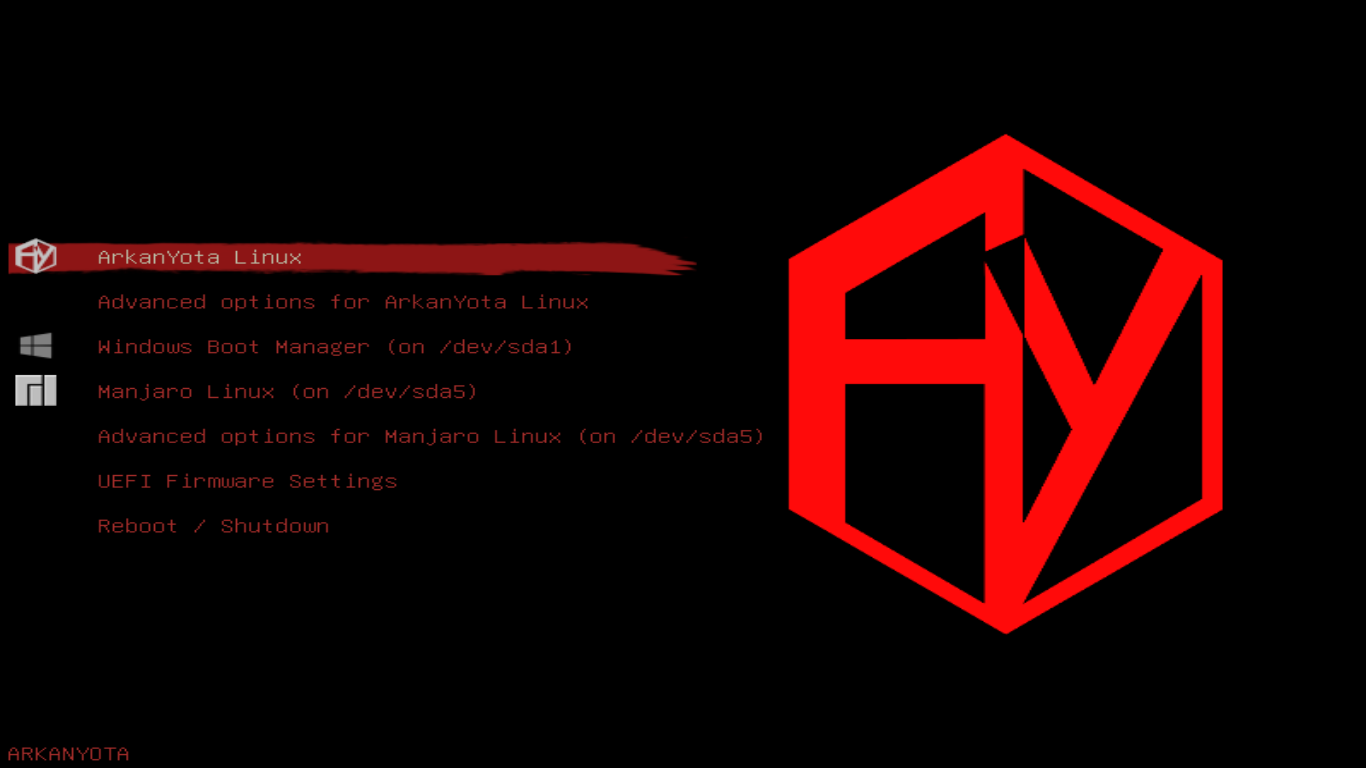 ArkanYota Linux
Advanced options for ArkanYota Linux
Windows Boot Manager (on /dev/sda1)
Manjaro Linux (on /dev/sda5)
Advanced options for Manjaro Linux (on /dev/sda5)
UEFI Firmware Settings
Reboot / Shutdown
AY
ARKANYOTA